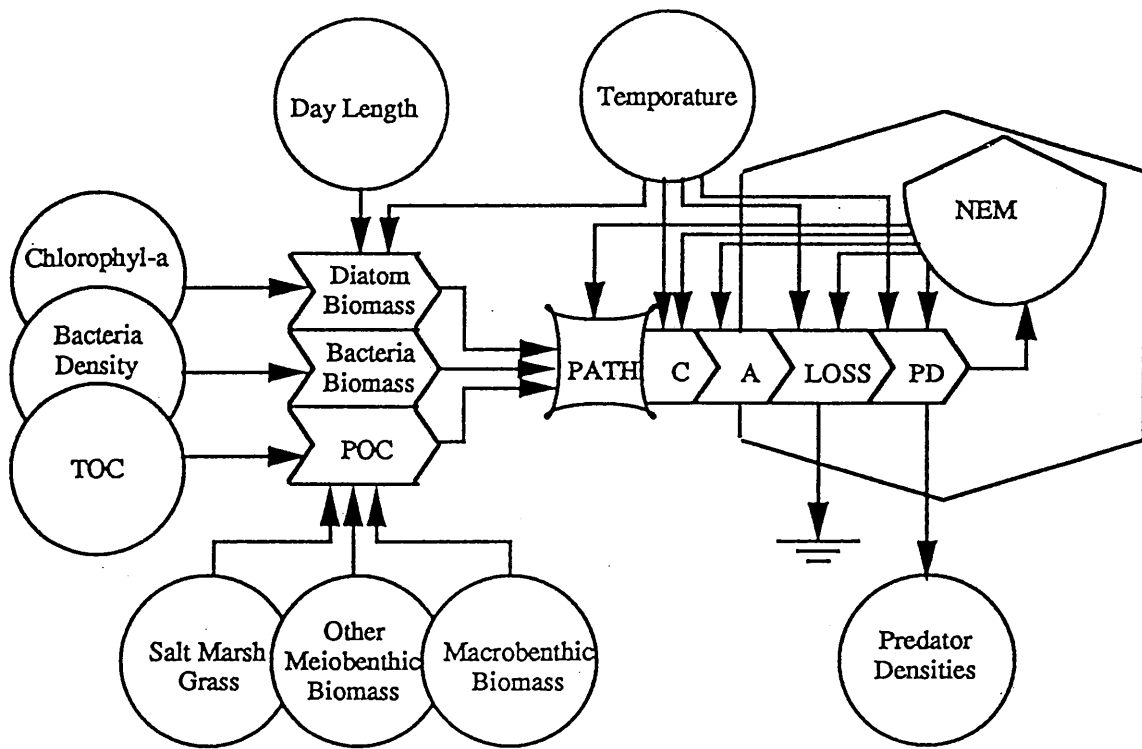 Day Length
Temporature
NEM
Chlorophyl-a
Diatom
Biomass
Bacteria
Density
Bacteria
Biomass
PATH
C
A
LOSS
PD
TOC
POC
Salt Marsh
Grass
Other
Meiobenthic
Biomass
Macrobenthic
Biomass
Predator
Densities